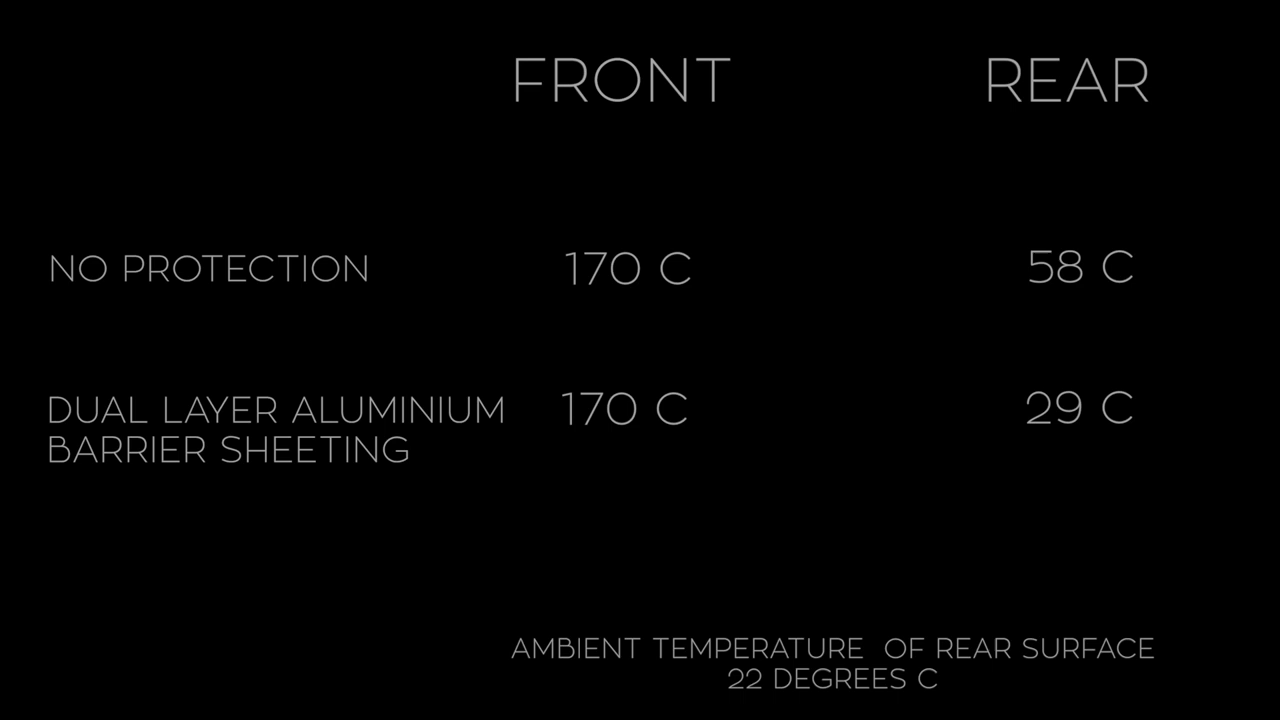 FRONT REAR
NO PROTECTION 170 C 58 C
DUAL LAYER ALUMINIUM 170 C 29 C
BARRIER SHEETING
AMBIENT TEMPERATURE OF REAR SURFACE
22 DEGREES C